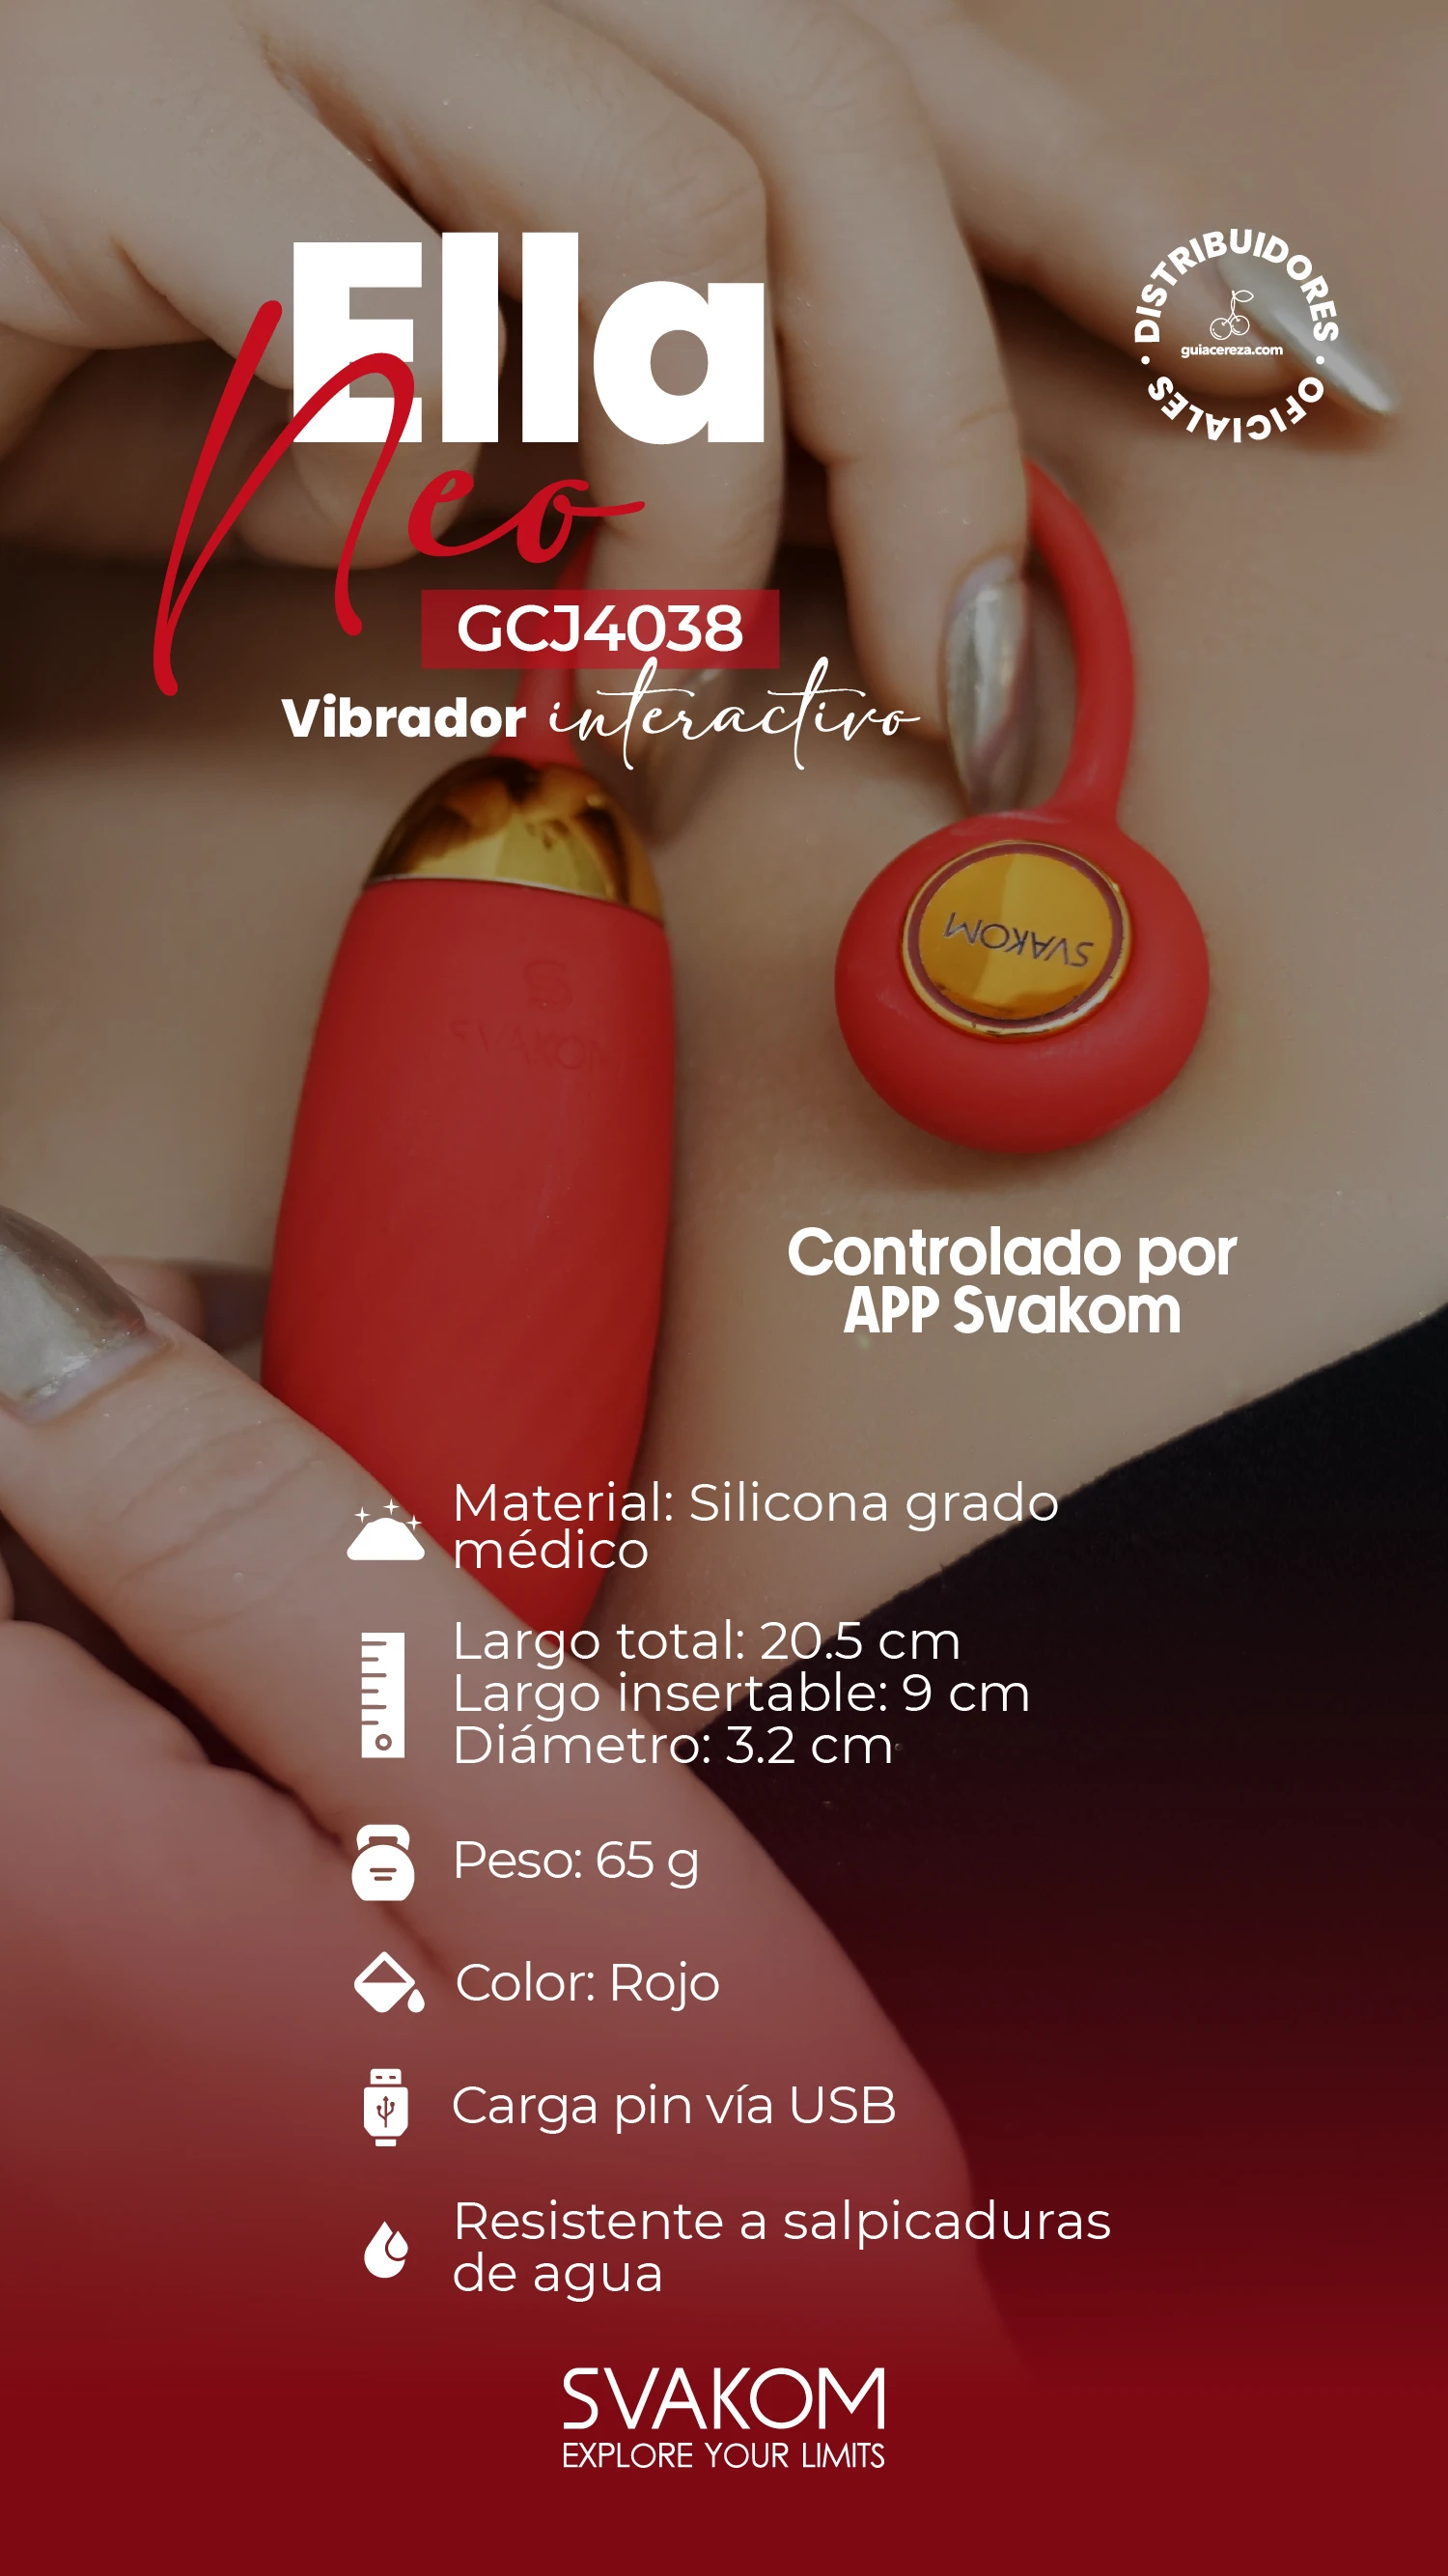 Ella
Neo
DISTRIBUIDORES
guiacereza.com
· OFICIALES ·
GCJ4038
Vibrador interactivo
SVAKOM
S
SVAKOM
Controlado por
APP Svakom
Material: Silicona grado
médico
Largo total: 20.5 cm
Largo insertable: 9 cm
Diámetro: 3.2 cm
Peso: 65 g
Color: Rojo
Carga pin vía USB
Resistente a salpicaduras
de agua
SVAKOM
EXPLORE YOUR LIMITS